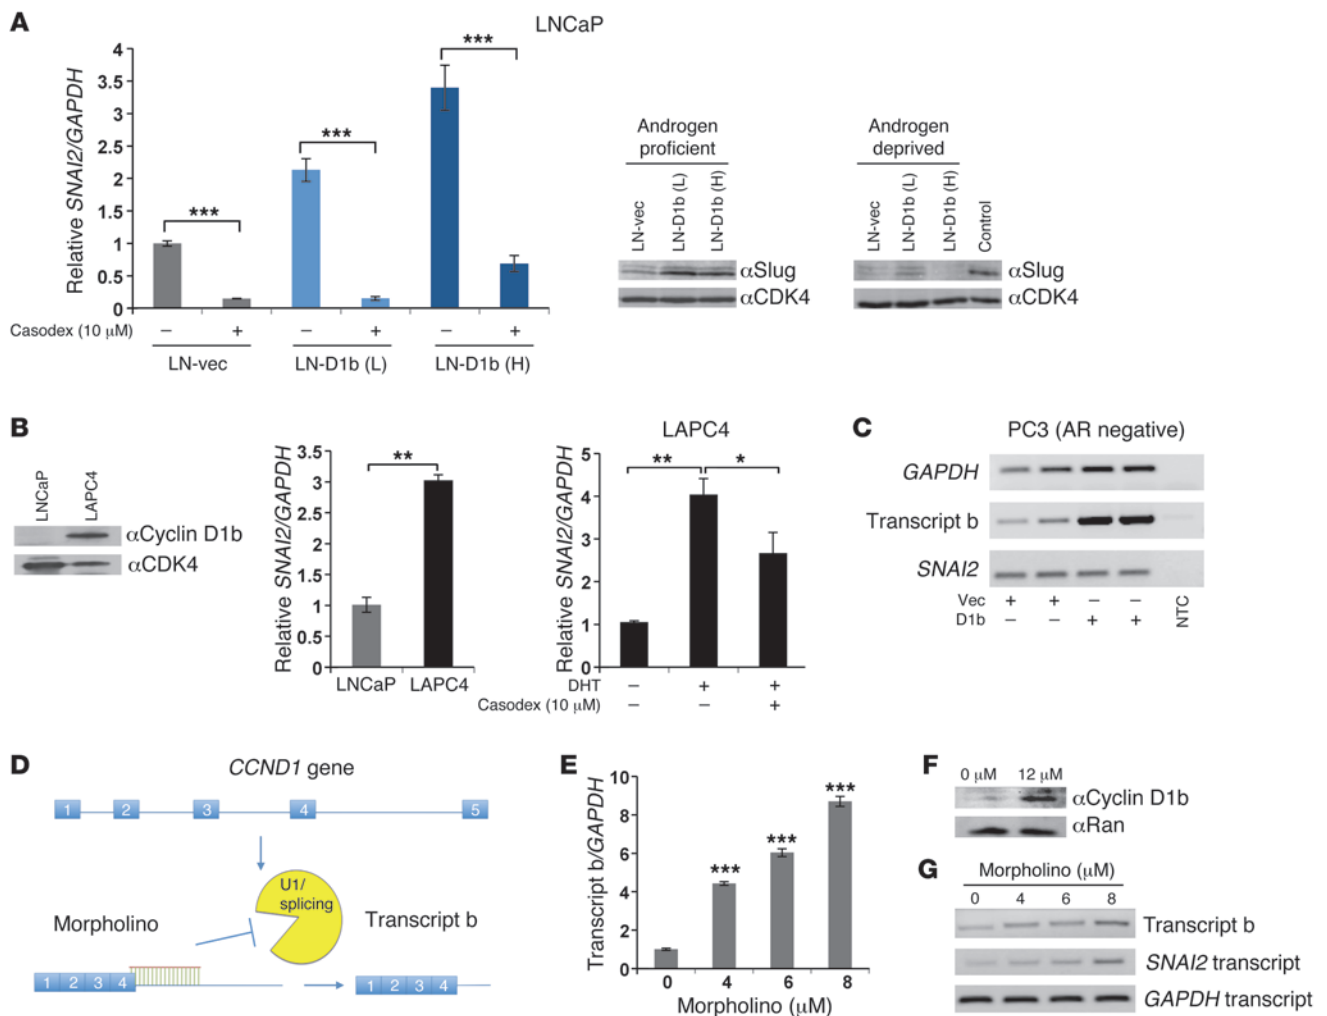 A
LNCaP
Relative SNAI2/GAPDH
4
3.5
3
2.5
2
1.5
1
0.5
0
***
***
***
Casodex (10 μM)
– + – + – +
LN-vec
LN-D1b (L)
LN-D1b (H)
Androgen
proficient
LN-vec
LN-D1b (L)
LN-D1b (H)
αSlug
αCDK4
Androgen
deprived
LN-vec
LN-D1b (L)
LN-D1b (H)
Control
αSlug
αCDK4
B
LNCaP
LAPC4
αCyclin D1b
αCDK4
Relative SNAI2/GAPDH
3.5
3
2.5
2
1.5
1
0.5
0
**
LNCaP LAPC4
LAPC4
Relative SNAI2/GAPDH
5
4
3
2
1
0
** *
DHT – + +
Casodex (10 μM) – – +
C
PC3 (AR negative)
GAPDH
Transcript b
SNAI2
Vec + + – –
D1b – – + +
NTC
D
CCND1 gene
1 2 3 4 5
U1/
splicing
Morpholino
Transcript b
1 2 3 4
1 2 3 4
E
Transcript b/GAPDH
10
8
6
4
2
0
***
***
***
0 4 6 8
Morpholino (μM)
F
0 μM 12 μM
αCyclin D1b
αRan
G
Morpholino (μM)
0 4 6 8
Transcript b
SNAI2 transcript
GAPDH transcript